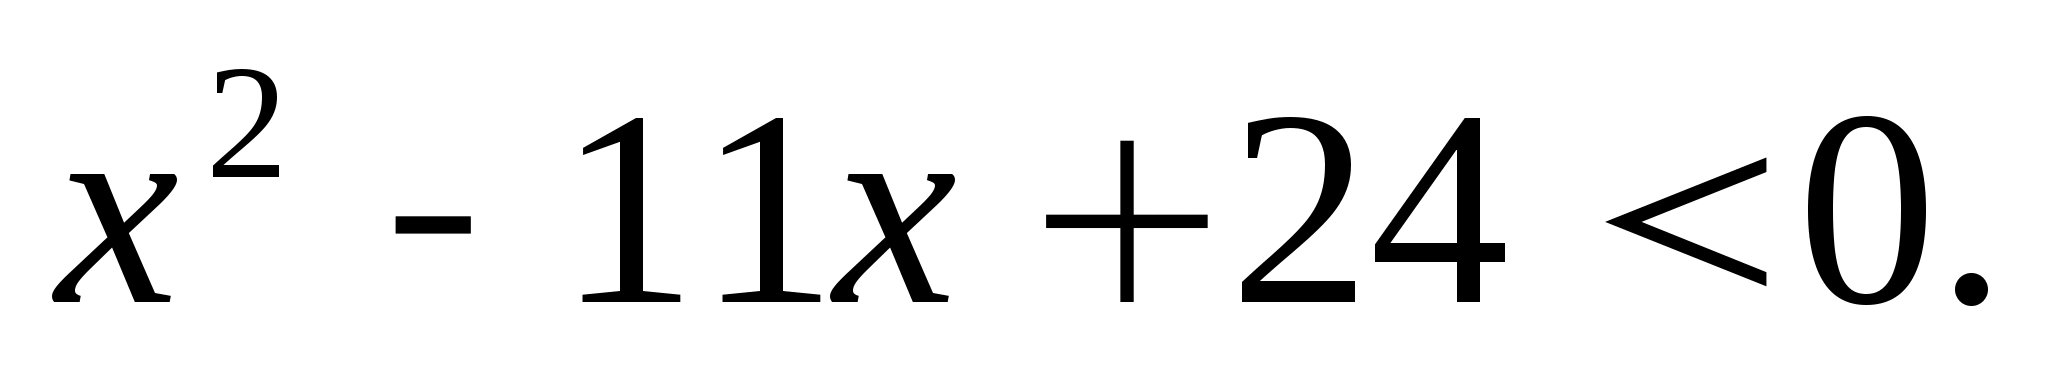 x² - 11x + 24 < 0.